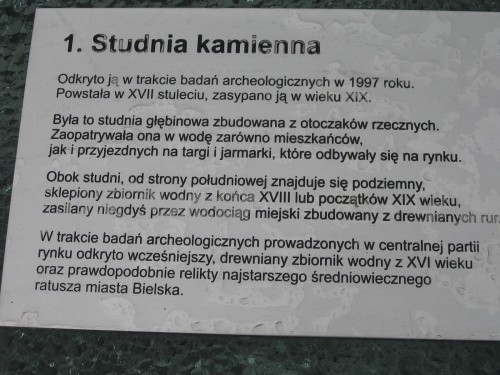 1. Studnia kamienna
Odkryto ją w trakcie badań archeologicznych w 1997 roku.
Powstała w XVII stuleciu, zasypano ją w wieku XIX.
Była to studnia głębinowa zbudowana z otoczaków rzecznych.
Zaopatrywała ona w wodę zarówno mieszkańców,
jak i przyjezdnych na targi i jarmarki, które odbywały się na rynku.
Obok studni, od strony południowej znajduje się podziemny,
sklepiony zbiornik wodny z końca XVIII lub początków XIX wieku,
zasilany niegdyś przez wodociąg miejski zbudowany z drewnianych rur.
W trakcie badań archeologicznych prowadzonych w centralnej partii
rynku odkryto wcześniejszy, drewniany zbiornik wodny z XVI wieku
oraz prawdopodobnie relikty najstarszego średniowiecznego
ratusza miasta Bielska.